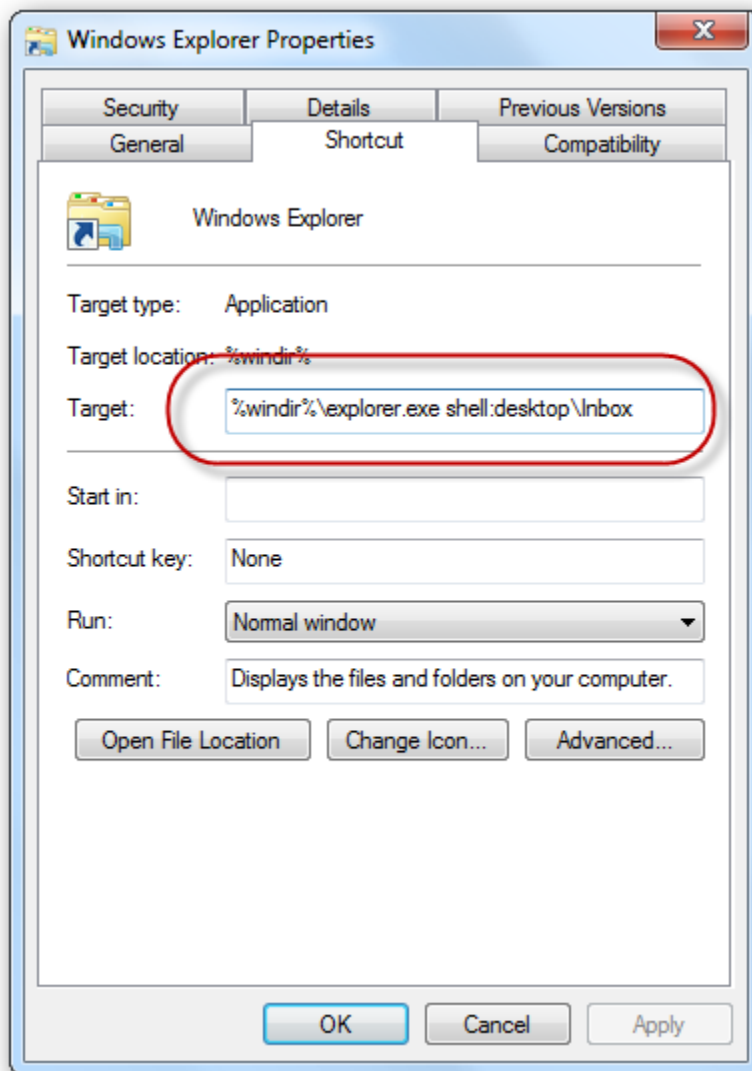 Windows Explorer Properties
Security Details Previous Versions
General Shortcut Compatibility
Windows Explorer
Target type: Application
Target location: %windir%
Target: %windir%\explorer.exe shell:desktop\Inbox
Start in:
Shortcut key: None
Run: Normal window
Comment: Displays the files and folders on your computer.
Open File Location Change Icon... Advanced...
OK Cancel Apply